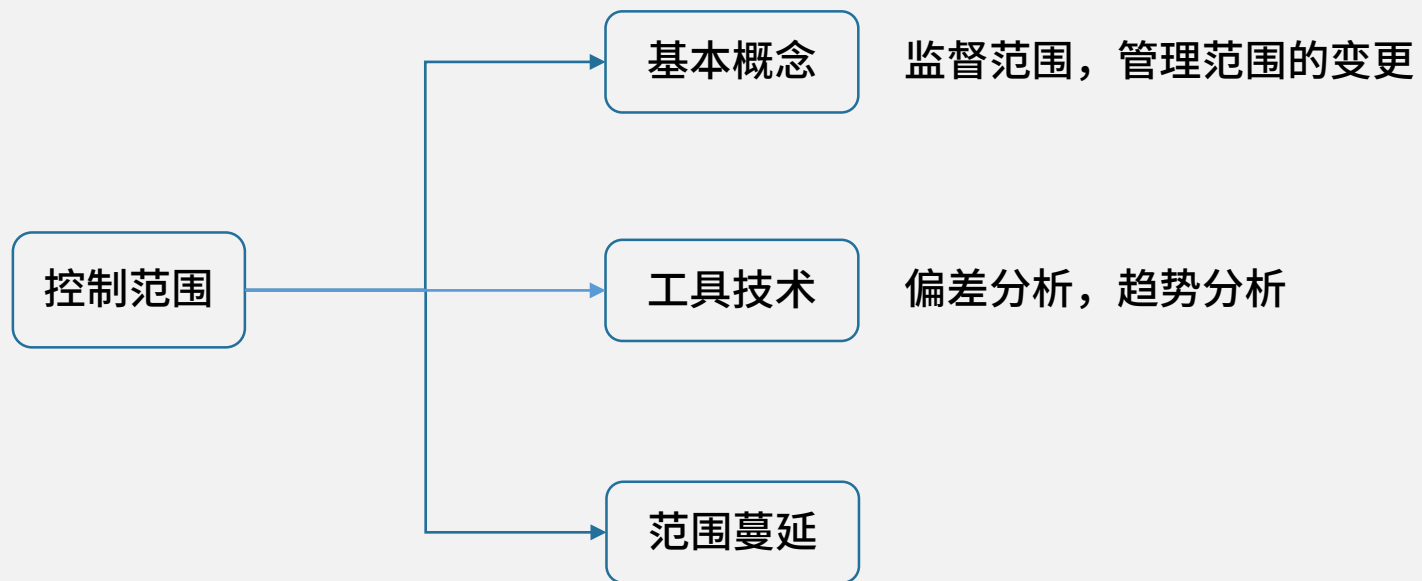 基本概念
监督范围，管理范围的变更
控制范围
工具技术
偏差分析，趋势分析
范围蔓延